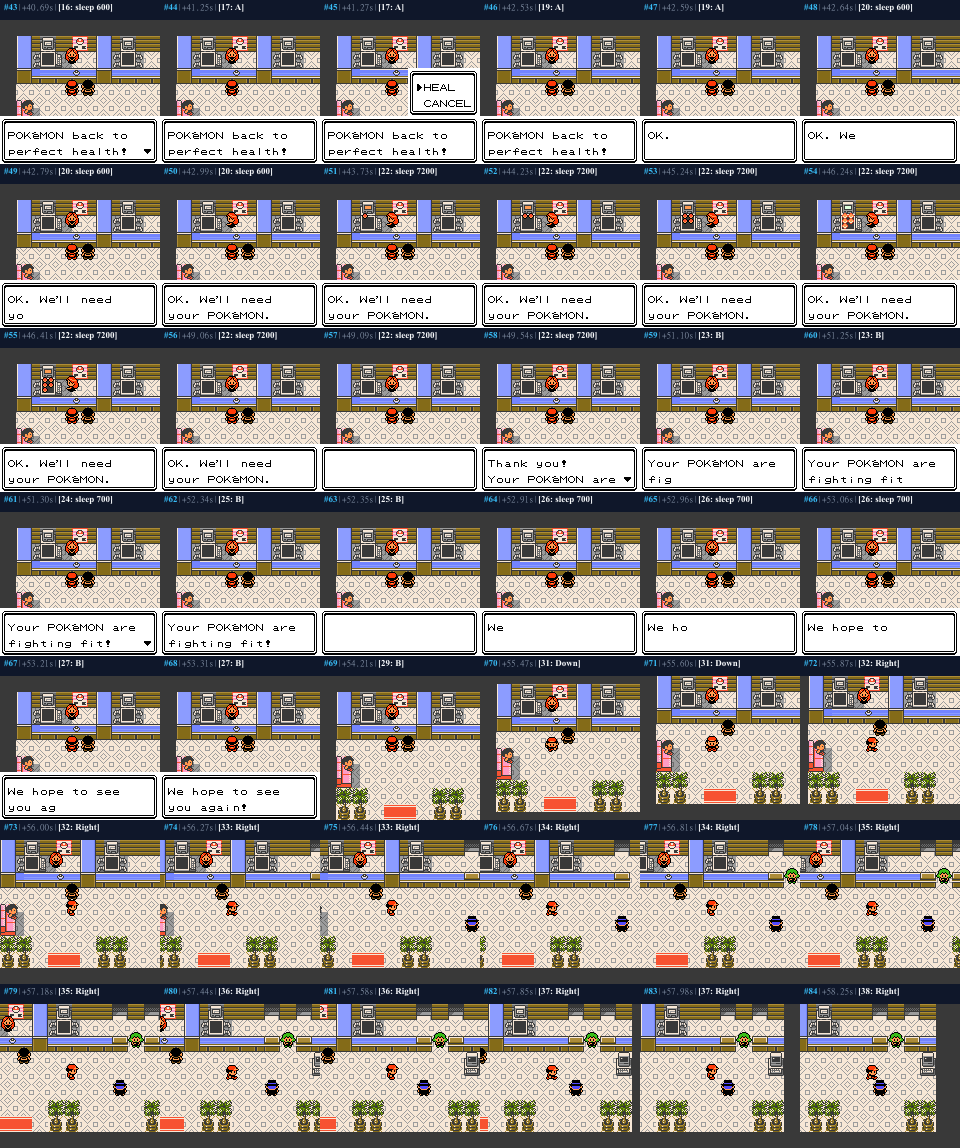 #43 | +40.69s | [16: sleep 600]
#44 | +41.25s | [17: A]
#45 | +41.27s | [17: A]
#46 | +42.53s | [19: A]
#47 | +42.59s | [19: A]
#48 | +42.64s | [20: sleep 600]
HEAL
CANCEL
POKéMON back to
perfect health!
POKéMON back to
perfect health!
POKéMON back to
perfect health!
POKéMON back to
perfect health!
OK.
OK. We
#49 | +42.79s | [20: sleep 600]
#50 | +42.99s | [20: sleep 600]
#51 | +43.73s | [22: sleep 7200]
#52 | +44.23s | [22: sleep 7200]
#53 | +45.24s | [22: sleep 7200]
#54 | +46.24s | [22: sleep 7200]
OK. We'll need
yo
OK. We'll need
your POKéMON.
OK. We'll need
your POKéMON.
OK. We'll need
your POKéMON.
OK. We'll need
your POKéMON.
OK. We'll need
your POKéMON.
#55 | +46.41s | [22: sleep 7200]
#56 | +49.06s | [22: sleep 7200]
#57 | +49.09s | [22: sleep 7200]
#58 | +49.54s | [22: sleep 7200]
#59 | +51.10s | [23: B]
#60 | +51.25s | [23: B]
OK. We'll need
your POKéMON.
OK. We'll need
your POKéMON.
Thank you!
Your POKéMON are
Your POKéMON are
fig
Your POKéMON are
fighting fit
#61 | +51.30s | [24: sleep 700]
#62 | +52.34s | [25: B]
#63 | +52.35s | [25: B]
#64 | +52.91s | [26: sleep 700]
#65 | +52.96s | [26: sleep 700]
#66 | +53.06s | [26: sleep 700]
Your POKéMON are
fighting fit!
Your POKéMON are
fighting fit!
We
We ho
We hope to
#67 | +53.21s | [27: B]
#68 | +53.31s | [27: B]
#69 | +54.21s | [29: B]
#70 | +55.47s | [31: Down]
#71 | +55.60s | [31: Down]
#72 | +55.87s | [32: Right]
We hope to see
you ag
We hope to see
you again!
#73 | +56.00s | [32: Right]
#74 | +56.27s | [33: Right]
#75 | +56.44s | [33: Right]
#76 | +56.67s | [34: Right]
#77 | +56.81s | [34: Right]
#78 | +57.04s | [35: Right]
#79 | +57.18s | [35: Right]
#80 | +57.44s | [36: Right]
#81 | +57.58s | [36: Right]
#82 | +57.85s | [37: Right]
#83 | +57.98s | [37: Right]
#84 | +58.25s | [38: Right]